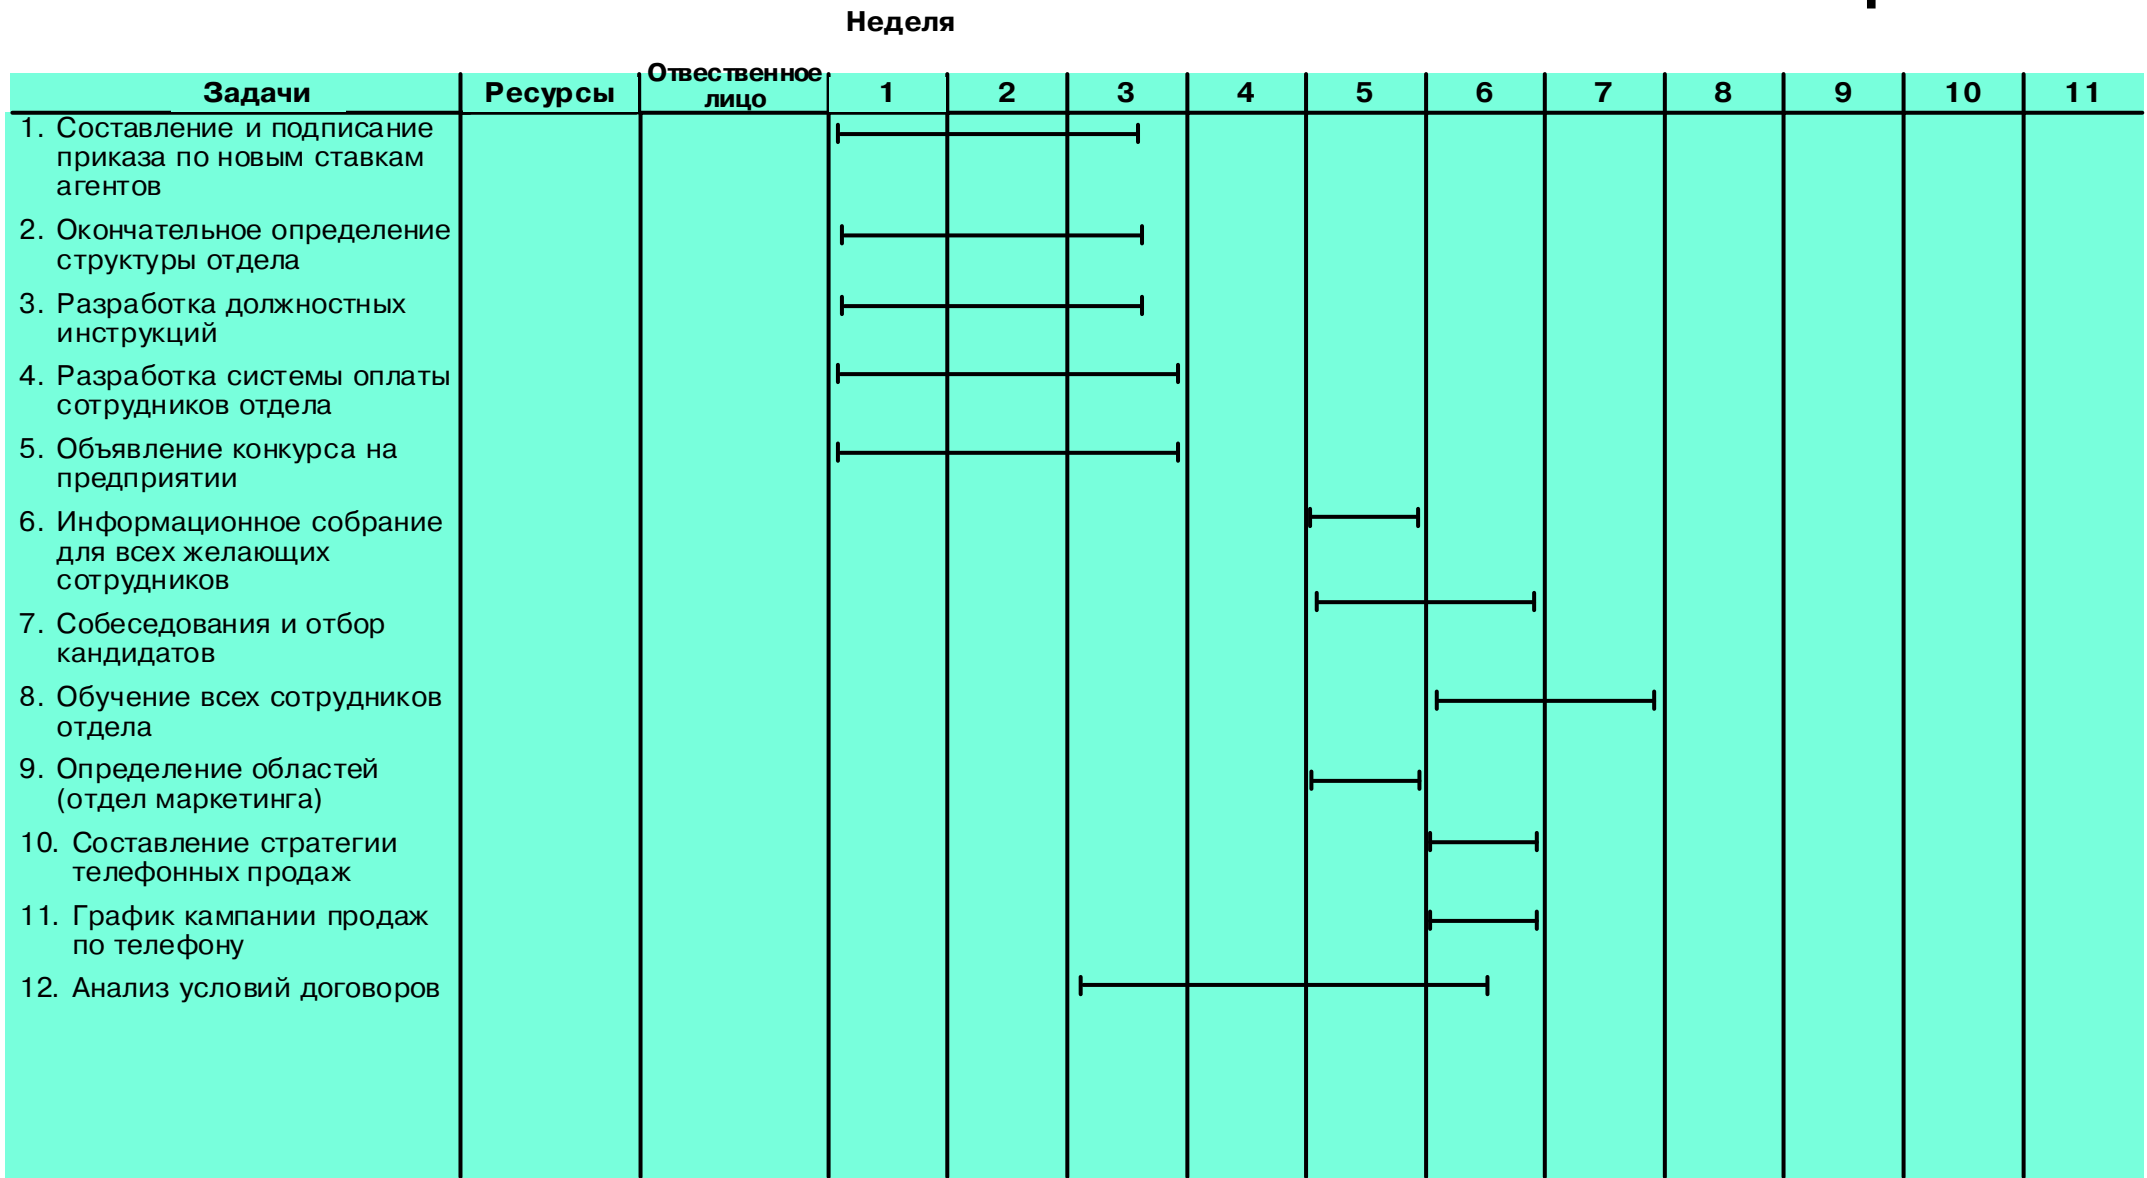 Неделя
Задачи Ресурсы Отвественное лицо 1 2 3 4 5 6 7 8 9 10 11
1. Составление и подписание
приказа по новым ставкам
агентов
2. Окончательное определение
структуры отдела
3. Разработка должностных
инструкций
4. Разработка системы оплаты
сотрудников отдела
5. Объявление конкурса на
предприятии
6. Информационное собрание
для всех желающих
сотрудников
7. Собеседования и отбор
кандидатов
8. Обучение всех сотрудников
отдела
9. Определение областей
(отдел маркетинга)
10. Составление стратегии
телефонных продаж
11. График кампании продаж
по телефону
12. Анализ условий договоров